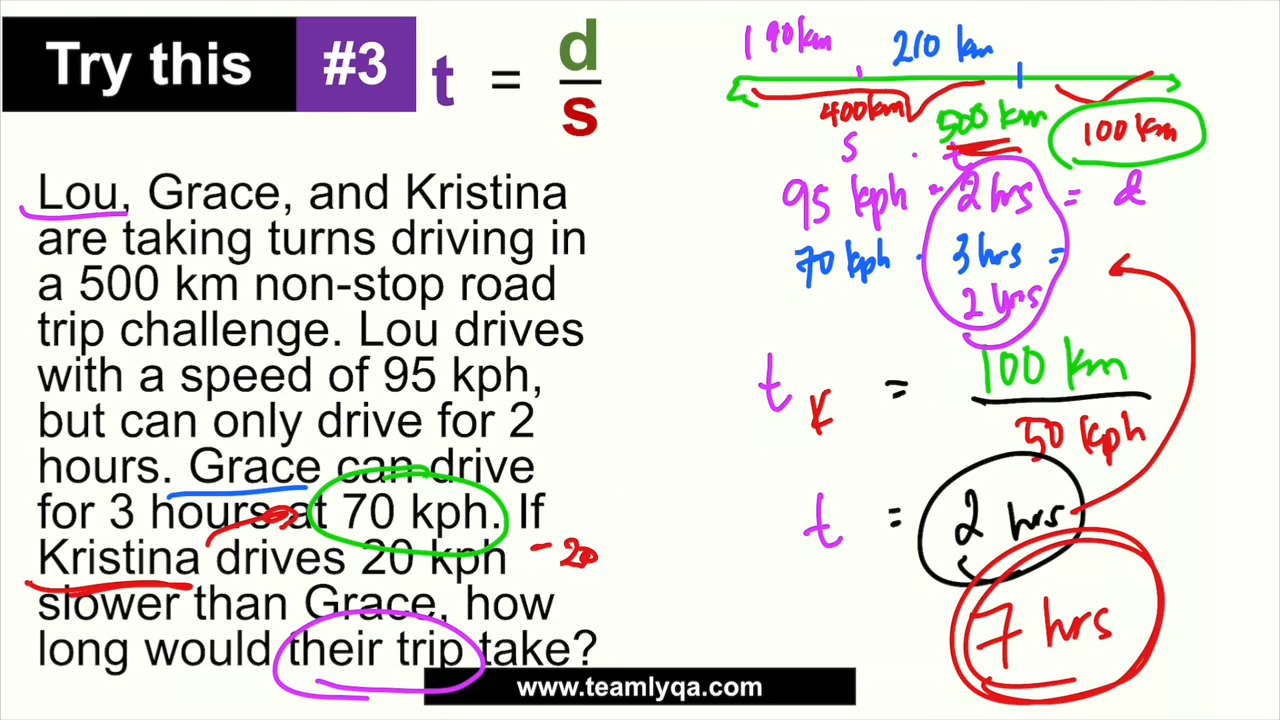 Try this #3
t = d
s
Lou, Grace, and Kristina
are taking turns driving in
a 500 km non-stop road
trip challenge. Lou drives
with a speed of 95 kph,
but can only drive for 2
hours. Grace can drive
for 3 hours at 70 kph. If
Kristina drives 20 kph
slower than Grace, how
long would their trip take?
- 20
190km 210 km
400km 500 km 100 km
s . t
95 kph - 2 hrs = d
70 kph . 3 hrs =
2 hrs
t K = 100 km
50 kph
t = 2 hrs
7 hrs
www.teamlyqa.com